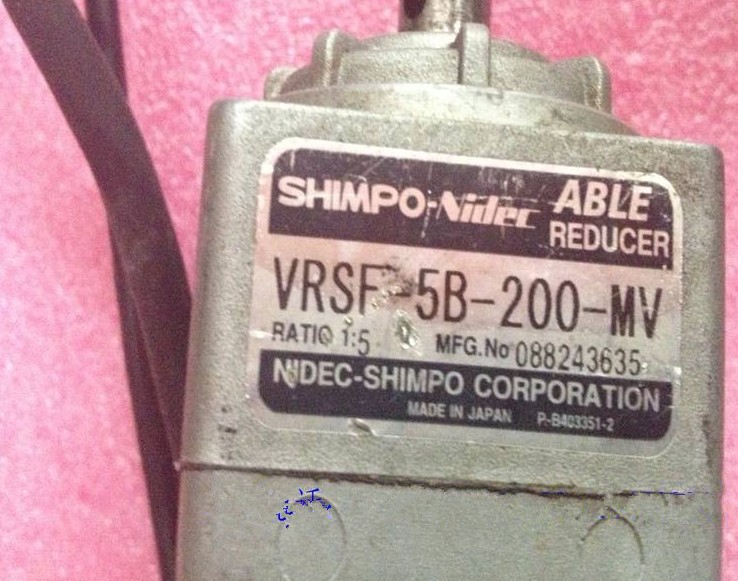 SHIMPO-Nidec ABLE REDUCER
VRSF-5B-200-MV
RATIO 1:5 MFG.No 088243635
NIDEC-SHIMPO CORPORATION
MADE IN JAPAN P-B403351-2